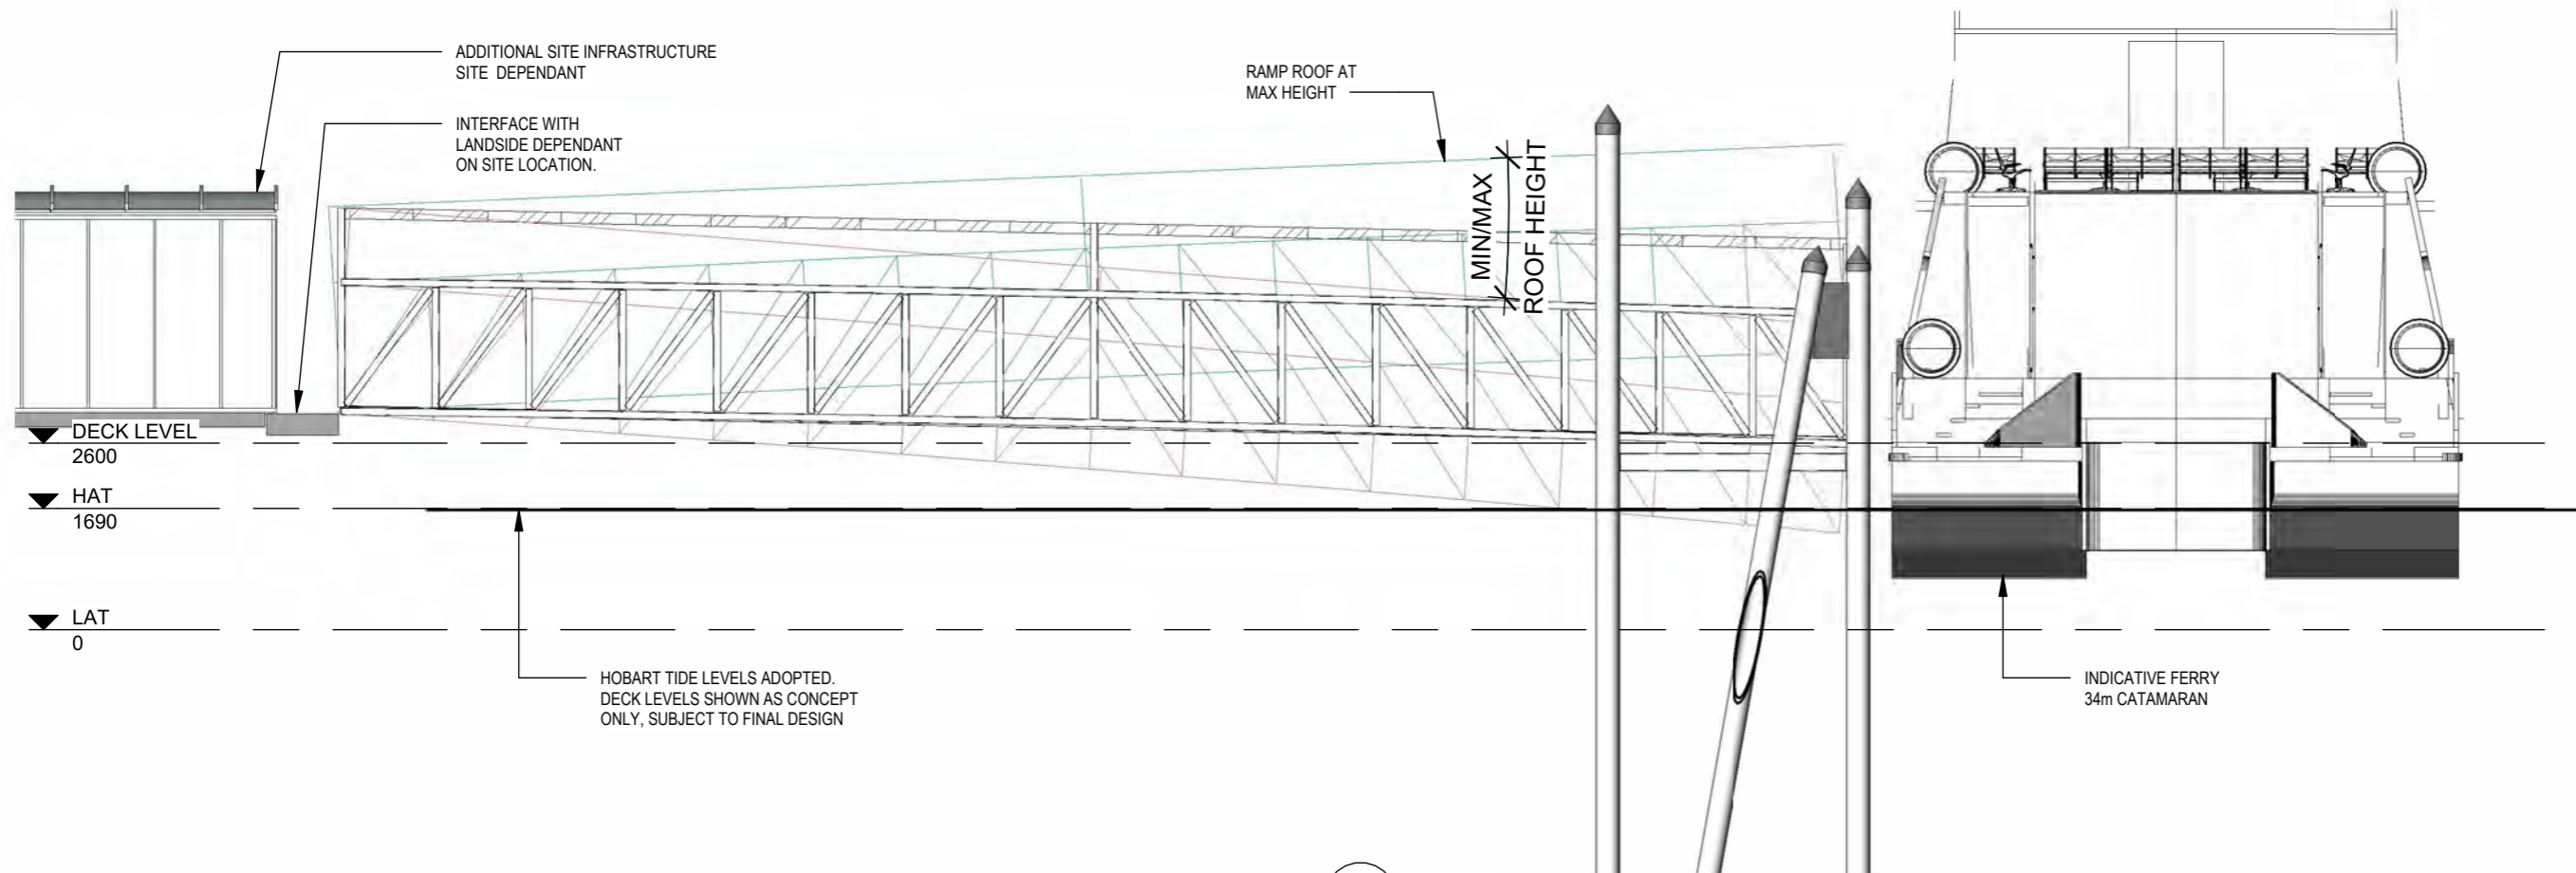 ADDITIONAL SITE INFRASTRUCTURE
SITE DEPENDANT
INTERFACE WITH
LANDSIDE DEPENDANT
ON SITE LOCATION.
RAMP ROOF AT
MAX HEIGHT
MIN/MAX
ROOF HEIGHT
DECK LEVEL
2600
HAT
1690
LAT
0
HOBART TIDE LEVELS ADOPTED.
DECK LEVELS SHOWN AS CONCEPT
ONLY, SUBJECT TO FINAL DESIGN
INDICATIVE FERRY
34m CATAMARAN